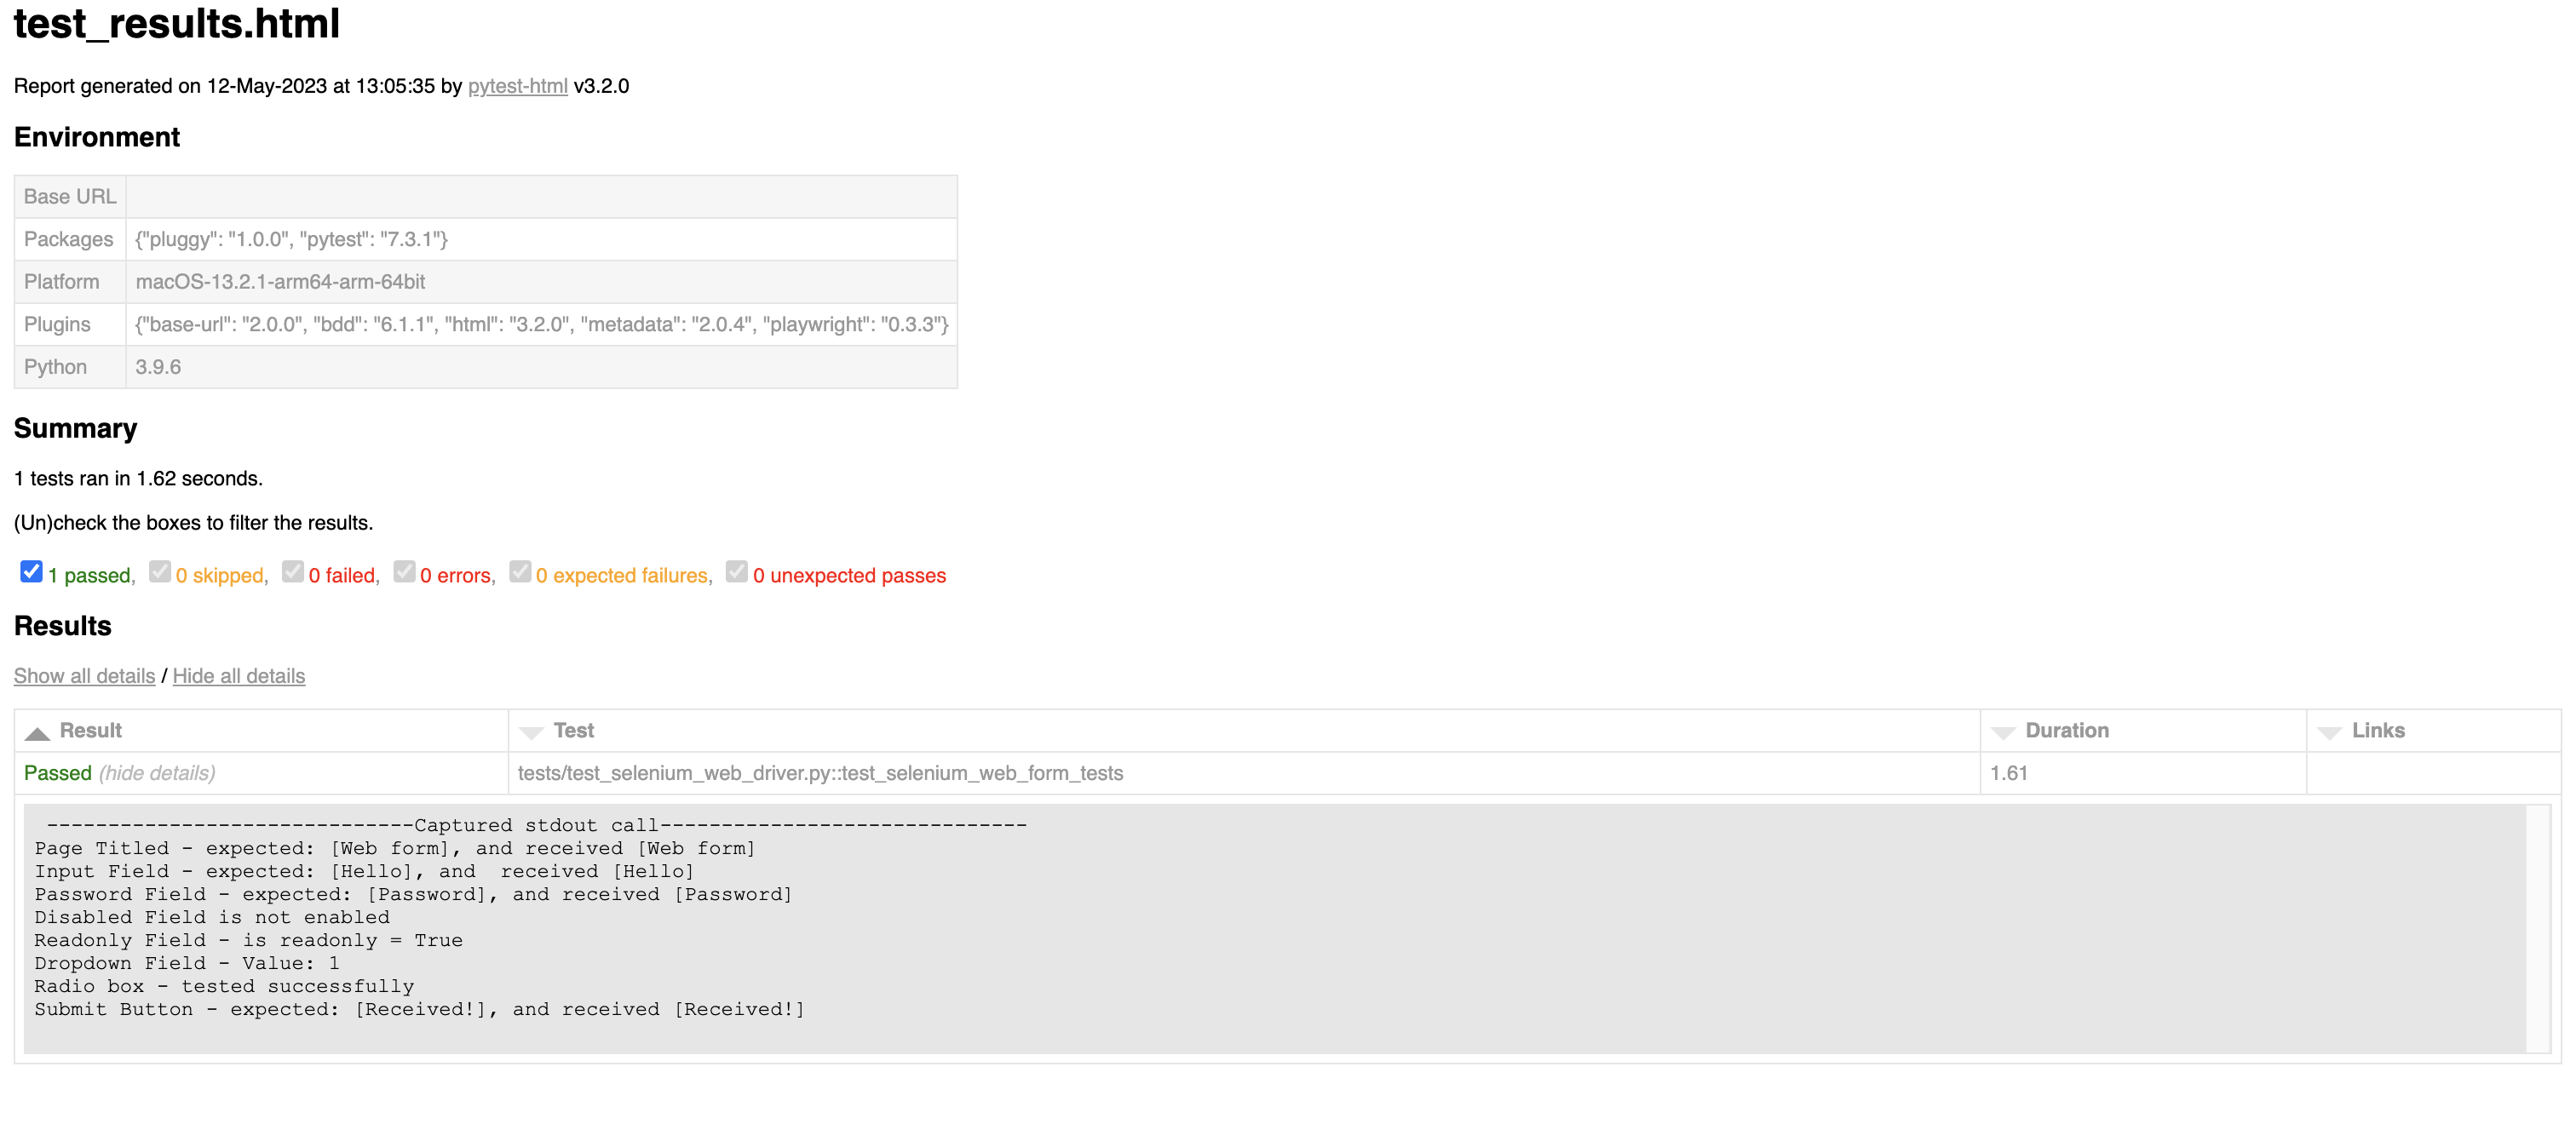 test_results.html
Report generated on 12-May-2023 at 13:05:35 by pytest-html v3.2.0
Environment
Base URL
Packages {"pluggy": "1.0.0", "pytest": "7.3.1"}
Platform macOS-13.2.1-arm64-arm-64bit
Plugins {"base-url": "2.0.0", "bdd": "6.1.1", "html": "3.2.0", "metadata": "2.0.4", "playwright": "0.3.3"}
Python 3.9.6
Summary
1 tests ran in 1.62 seconds.
(Un)check the boxes to filter the results.
1 passed, 0 skipped, 0 failed, 0 errors, 0 expected failures, 0 unexpected passes
Results
Show all details / Hide all details
Result Test Duration Links
Passed (hide details) tests/test_selenium_web_driver.py::test_selenium_web_form_tests 1.61
------------------------------Captured stdout call------------------------------
Page Titled - expected: [Web form], and received [Web form]
Input Field - expected: [Hello], and  received [Hello]
Password Field - expected: [Password], and received [Password]
Disabled Field is not enabled
Readonly Field - is readonly = True
Dropdown Field - Value: 1
Radio box - tested successfully
Submit Button - expected: [Received!], and received [Received!]